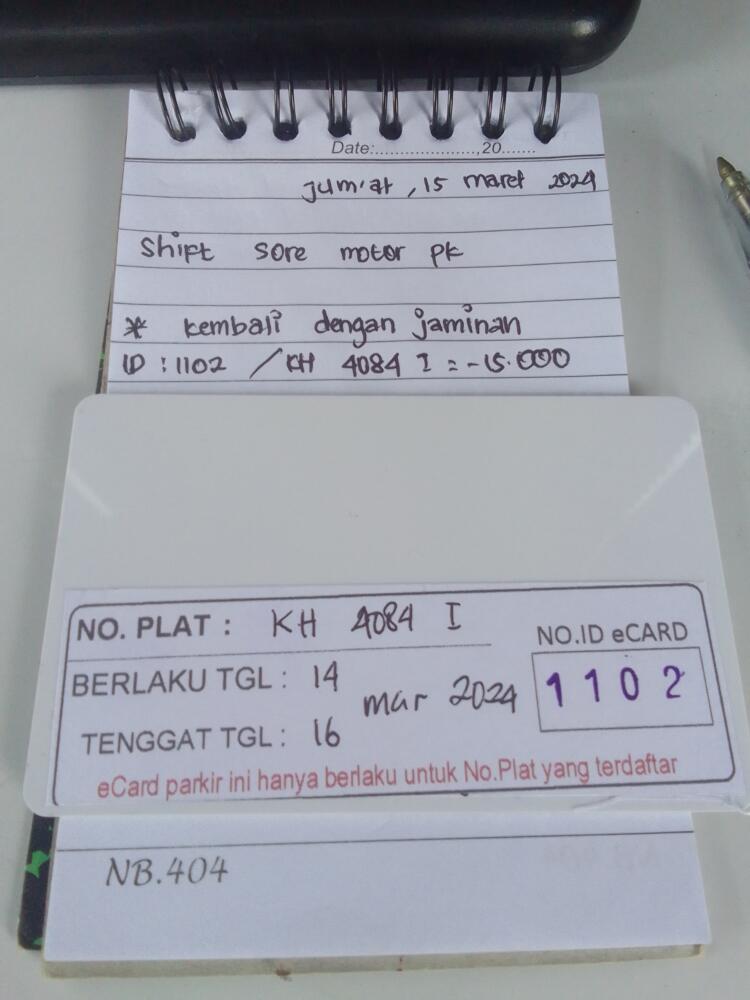 Date:....................,20.......
Jum'at, 15 maret 2024
Shift sore motor pk
* kembali dengan jaminan
ID : 1102 / KH 4084 I = -15.000
NO. PLAT : KH 4084 I
NO.ID eCARD
BERLAKU TGL : 14
mar 2024
1102
TENGGAT TGL : 16
eCard parkir ini hanya berlaku untuk No.Plat yang terdaftar
NB.404